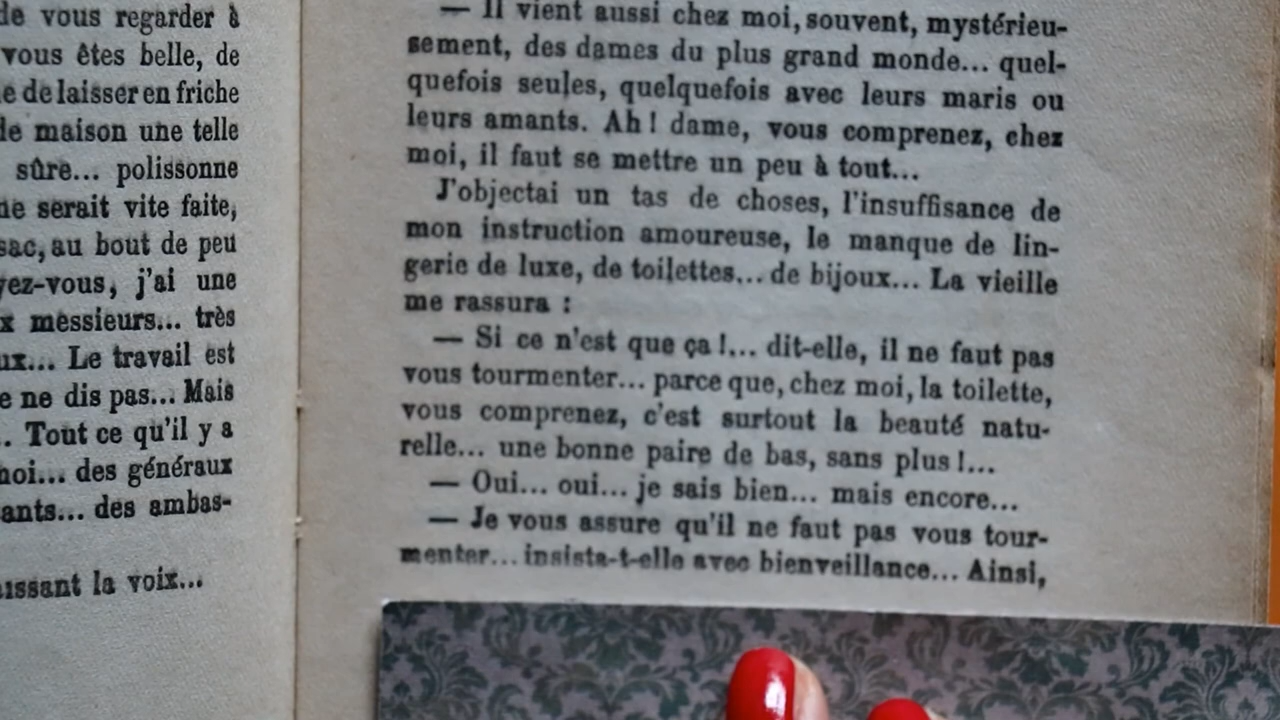 de vous regarder à
vous êtes belle, de
de laisser en friche
de maison une telle
sûre... polissonne
ne serait vite faite,
sac, au bout de peu
yez-vous, j'ai une
x messieurs... très
ux... Le travail est
e ne dis pas... Mais
.. Tout ce qu'il y a
moi... des généraux
ants... des ambas-
aissant la voix...
— Il vient aussi chez moi, souvent, mystérieu-
sement, des dames du plus grand monde... quel-
quefois seules, quelquefois avec leurs maris ou
leurs amants. Ah ! dame, vous comprenez, chez
moi, il faut se mettre un peu à tout...
J'objectai un tas de choses, l'insuffisance de
mon instruction amoureuse, le manque de lin-
gerie de luxe, de toilettes... de bijoux... La vieille
me rassura :
— Si ce n'est que ça !... dit-elle, il ne faut pas
vous tourmenter... parce que, chez moi, la toilette,
vous comprenez, c'est surtout la beauté natu-
relle... une bonne paire de bas, sans plus !...
— Oui... oui... je sais bien... mais encore...
— Je vous assure qu'il ne faut pas vous tour-
menter... insista-t-elle avec bienveillance... Ainsi,